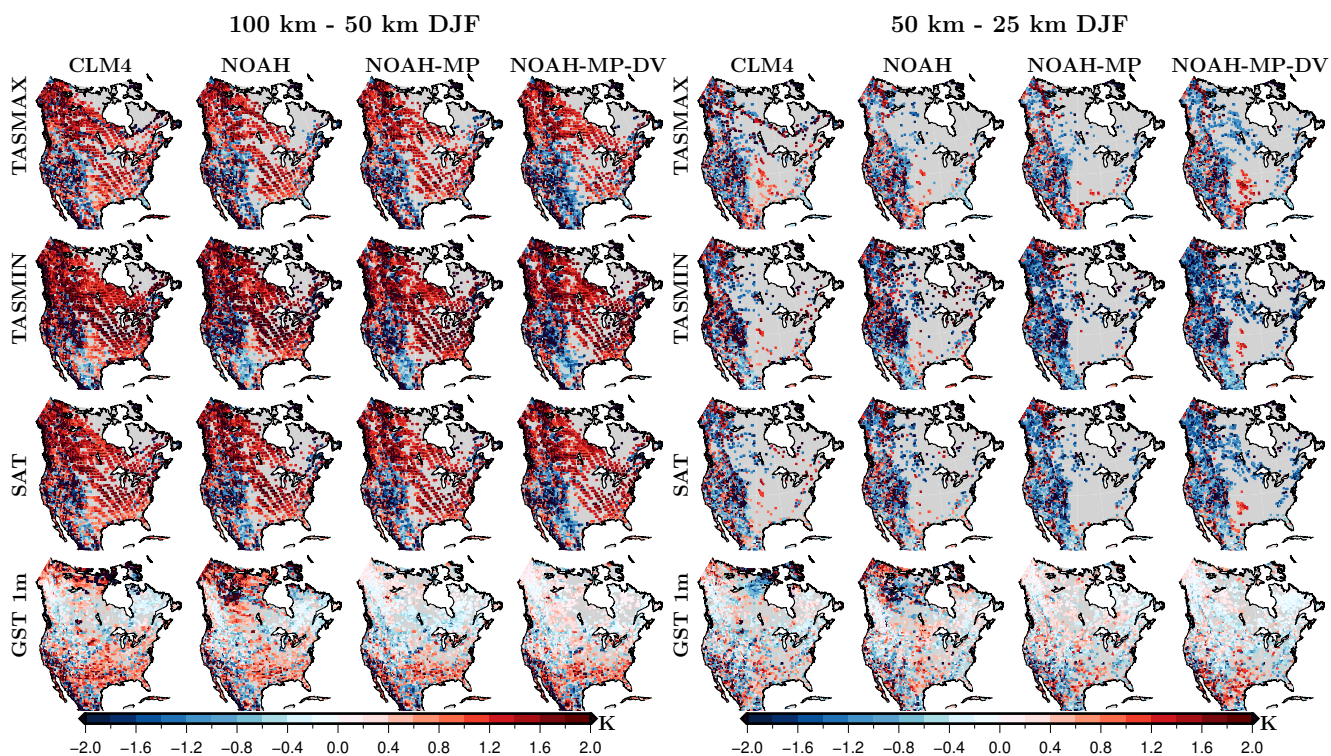 100 km - 50 km DJF 50 km - 25 km DJF
CLM4 NOAH NOAH-MP NOAH-MP-DV CLM4 NOAH NOAH-MP NOAH-MP-DV
TASMAX TASMAX
TASMIN TASMIN
SAT SAT
GST 1m GST 1m
K K
−2.0 −1.6 −1.2 −0.8 −0.4 0.0 0.4 0.8 1.2 1.6 2.0 −2.0 −1.6 −1.2 −0.8 −0.4 0.0 0.4 0.8 1.2 1.6 2.0